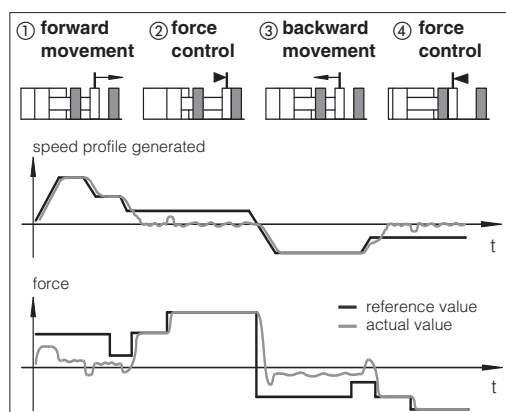 ① forward movement
② force control
③ backward movement
④ force control
speed profile generated
t
force
reference value
actual value
t